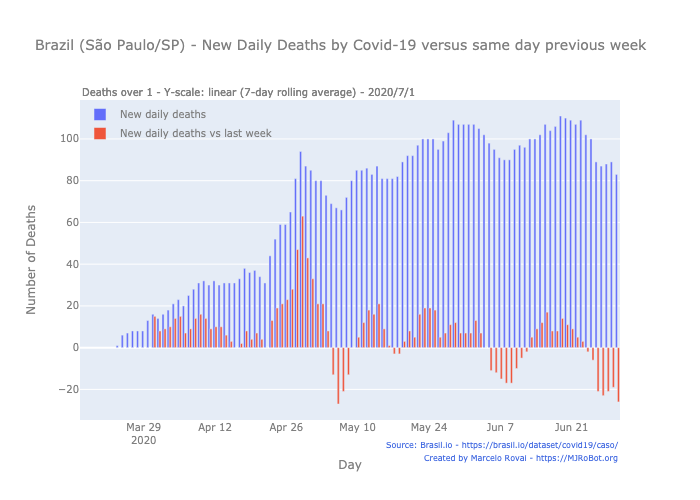 Brazil (São Paulo/SP) - New Daily Deaths by Covid-19 versus same day previous week
Deaths over 1 - Y-scale: linear (7-day rolling average) - 2020/7/1
New daily deaths
New daily deaths vs last week
Number of Deaths
100
80
60
40
20
0
−20
Mar 29
2020
Apr 12
Apr 26
May 10
May 24
Jun 7
Jun 21
Day
Source: Brasil.io - https://brasil.io/dataset/covid19/caso/
Created by Marcelo Rovai - https://MJRoBot.org